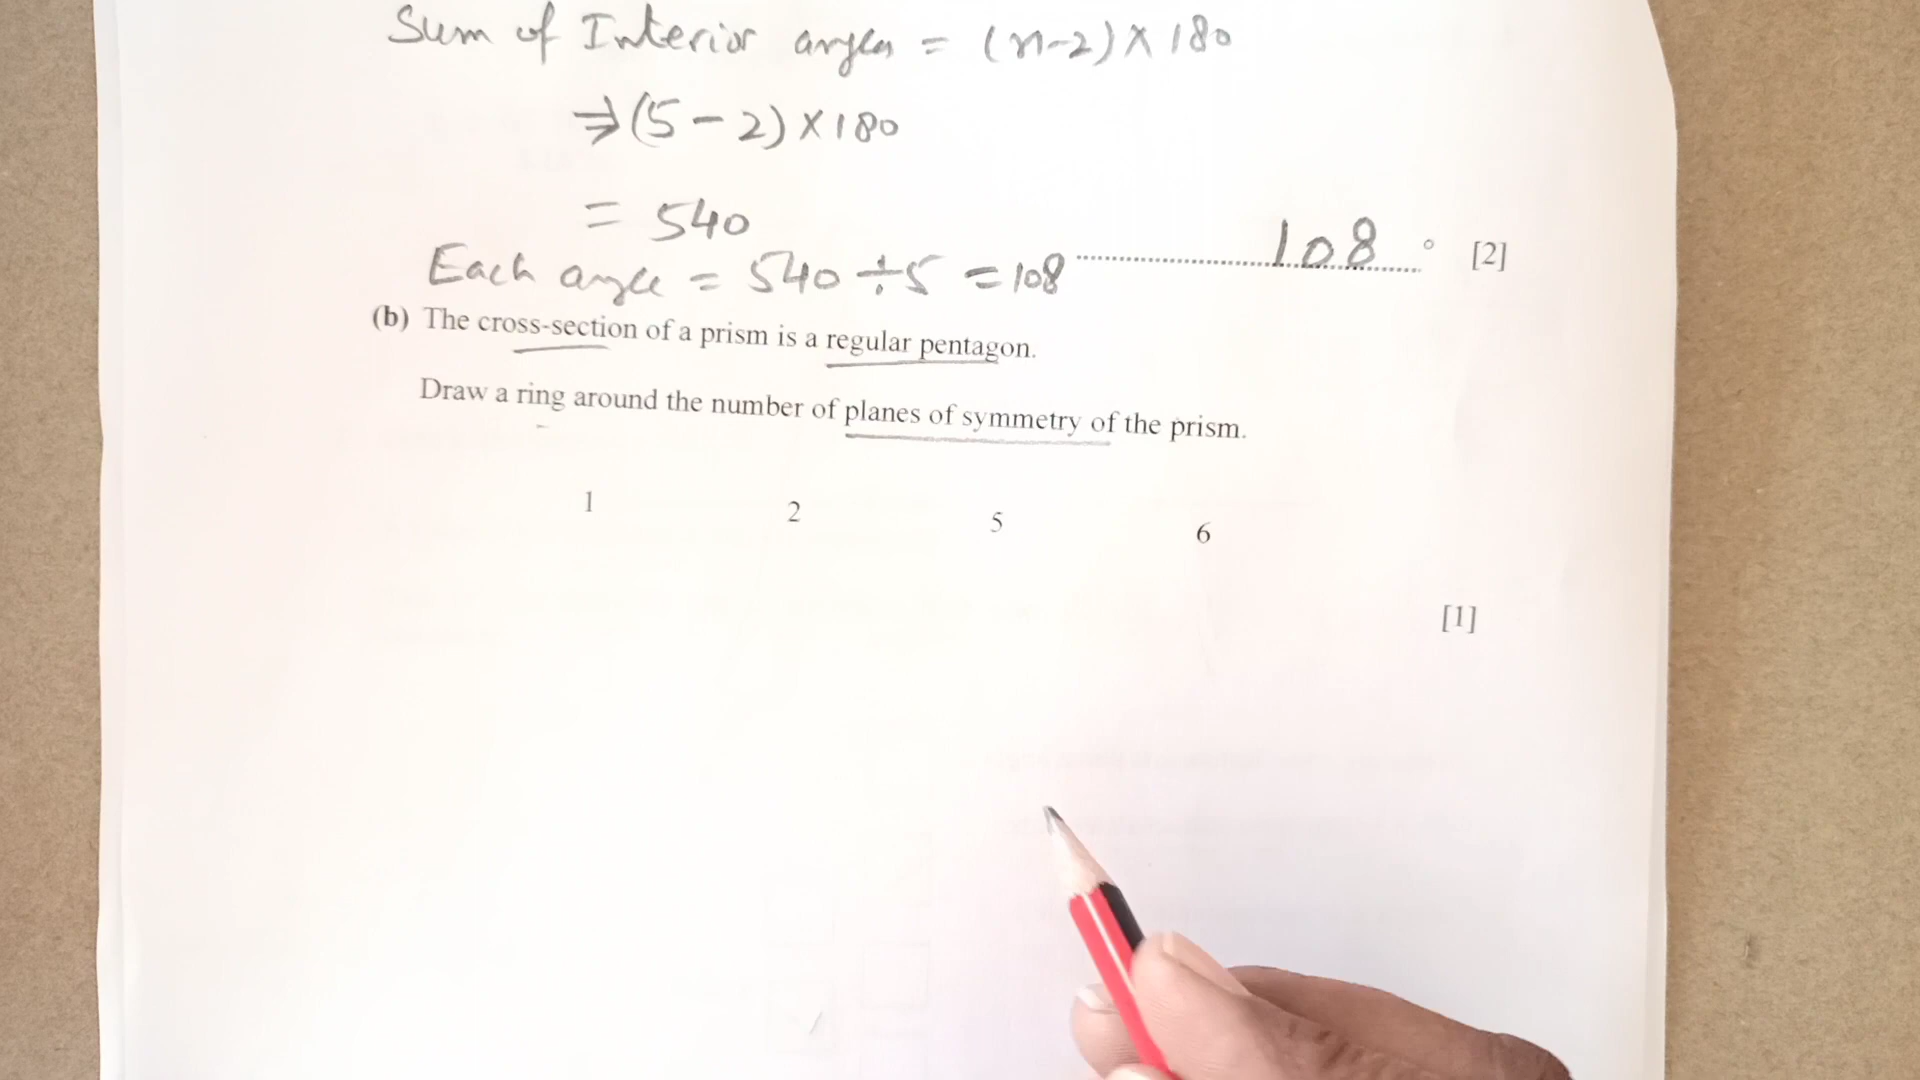 Sum of Interior angles = (n-2) × 180
⇒ (5 - 2) × 180
= 540
Each angle = 540 ÷ 5 = 108 .......... 108 ° [2]
(b) The cross-section of a prism is a regular pentagon.
Draw a ring around the number of planes of symmetry of the prism.
1 2 5 6
[1]